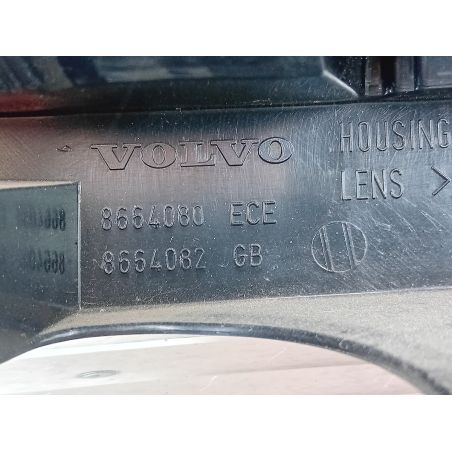 VOLVO
HOUSING
LENS >
8664080 ECE
8664082 GB